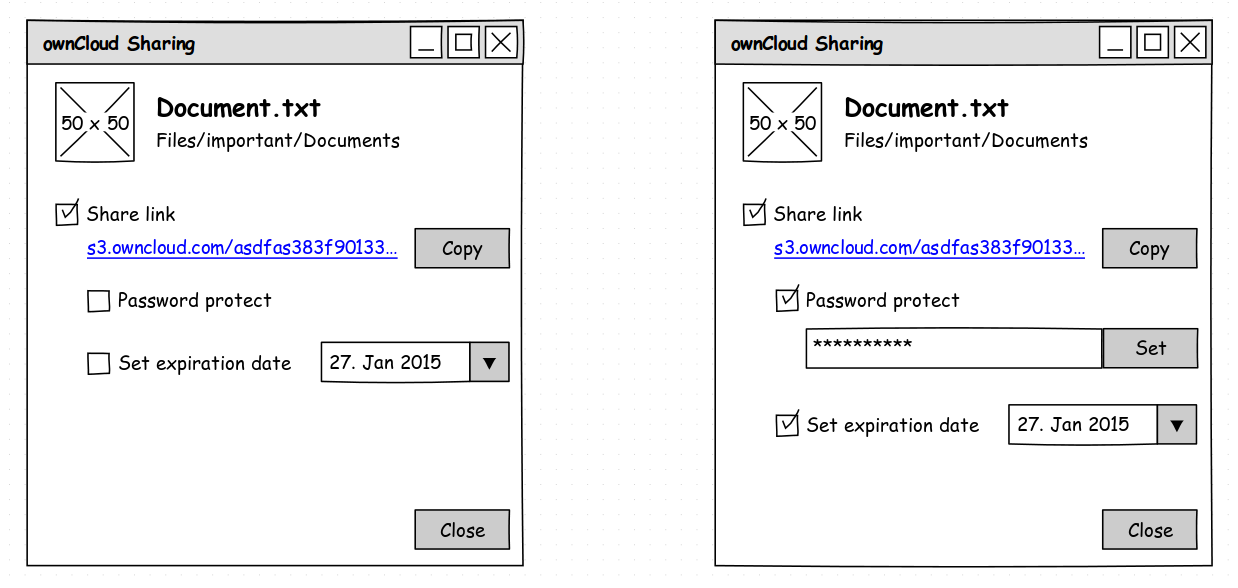 ownCloud Sharing
50 x 50
Document.txt
Files/important/Documents
Share link
s3.owncloud.com/asdfas383f90133...
Copy
Password protect
Set expiration date
27. Jan 2015
Close
ownCloud Sharing
50 x 50
Document.txt
Files/important/Documents
Share link
s3.owncloud.com/asdfas383f90133...
Copy
Password protect
**********
Set
Set expiration date
27. Jan 2015
Close